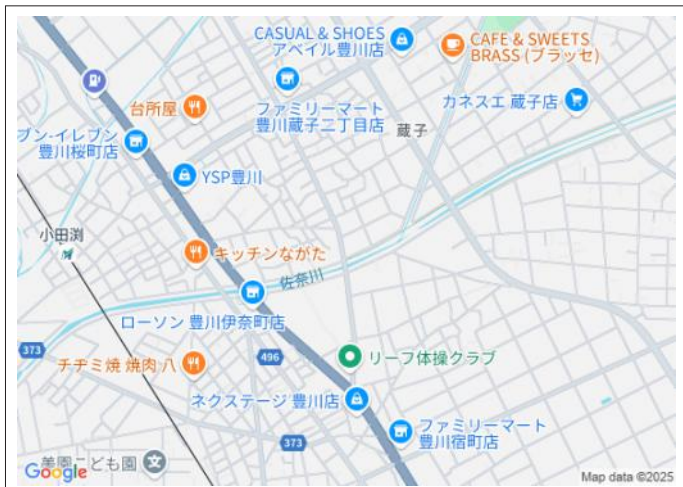 CASUAL & SHOES
アベイル豊川店
CAFE & SWEETS
BRASS (ブラッセ)
台所屋
ファミリーマート
豊川蔵子二丁目店
カネスエ 蔵子店
蔵子
ブン-イレブン
豊川桜町店
YSP豊川
小田渕
キッチンながた
佐奈川
ローソン 豊川伊奈町店
373
チヂミ焼 焼肉 八
496
リーフ体操クラブ
ネクステージ 豊川店
ファミリーマート
豊川宿町店
373
美園こども園
Google
Map data ©2025